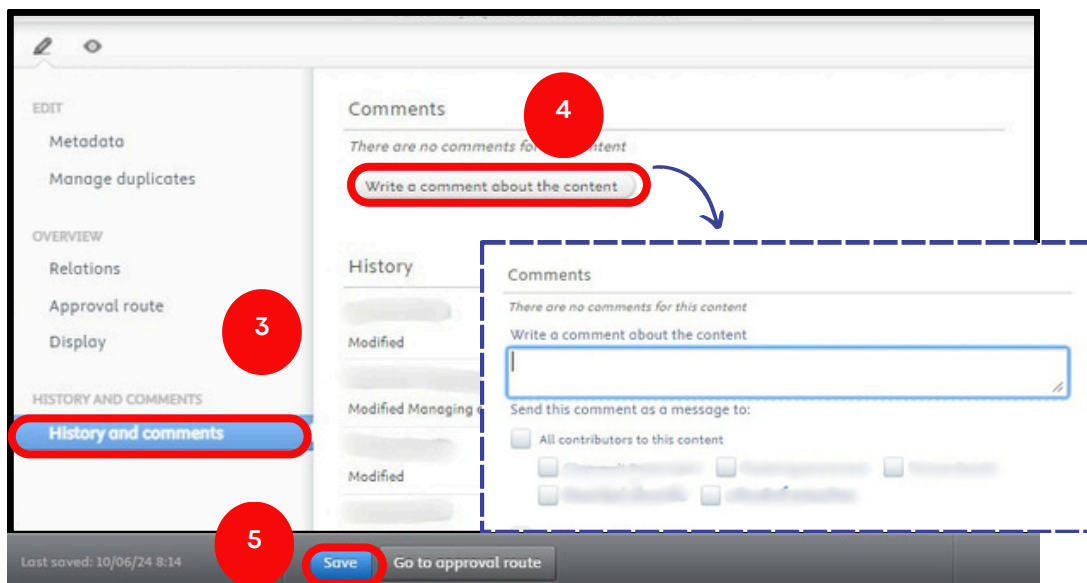 EDIT
Metadata
Manage duplicates
OVERVIEW
Relations
Approval route
Display
3
HISTORY AND COMMENTS
History and comments
Comments
4
There are no comments for ntent
Write a comment about the content
History
Modified
Modified Managing
Modified
Comments
There are no comments for this content
Write a comment about the content
Send this comment as a message to:
All contributors to this content
5
Last saved: 10/06/24 8:14
Save
Go to approval route